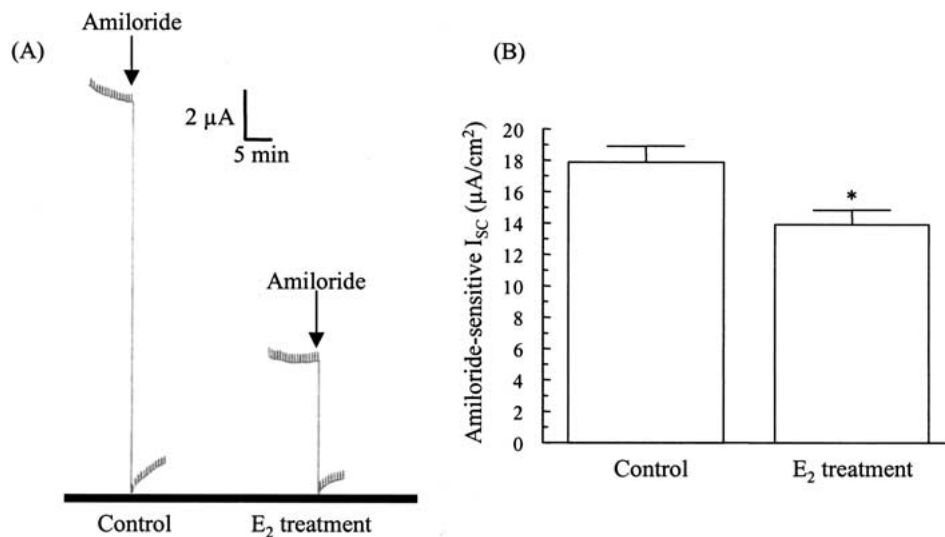 (A)
Amiloride
2 μA
5 min
Amiloride
Control
E₂ treatment
(B)
Amiloride-sensitive I_SC (μA/cm²)
20
18
16
14
12
10
8
6
4
2
0
*
Control
E₂ treatment